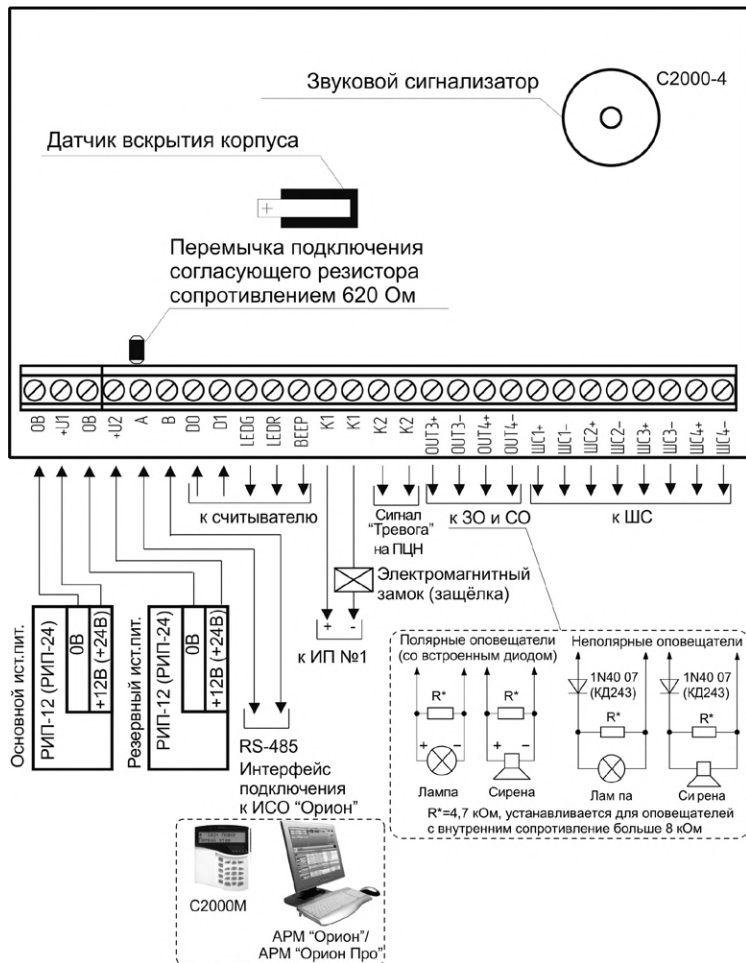 Звуковой сигнализатор
С2000-4
Датчик вскрытия корпуса
Перемычка подключения
согласующего резистора
сопротивлением 620 Ом
0В
+U1
0В
+U2
A
B
D0
D1
LEDG
LEDR
BEEP
K1
K1
K2
K2
OUT3+
OUT3–
OUT4+
OUT4–
ШС1+
ШС1–
ШС2+
ШС2–
ШС3+
ШС3–
ШС4+
ШС4–
к считывателю
Сигнал
“Тревога”
на ПЦН
к ЗО и СО
к ШС
Электромагнитный
замок (защёлка)
+ -
к ИП №1
Основной ист.пит.
РИП-12 (РИП-24)
0В
+12В (+24В)
Резервный ист.пит.
РИП-12 (РИП-24)
0В
+12В (+24В)
RS-485
Интерфейс
подключения
к ИСО “Орион”
С2000М
АРМ “Орион”/
АРМ “Орион Про”
Полярные оповещатели
(со встроенным диодом)
R*
+ –
Лампа
R*
+ –
Сирена
Неполярные оповещатели
1N40 07
(КД243)
R*
Лам па
1N40 07
(КД243)
R*
Си рена
R*=4,7 кОм, устанавливается для оповещателей
с внутренним сопротивление больше 8 кОм